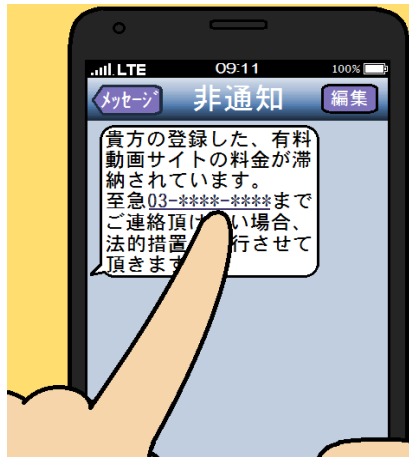 LTE 09:11 100%
メッセージ 非通知 編集
貴方の登録した、有料
動画サイトの料金が滞
納されています。
至急03-****-****まで
ご連絡頂け い場合、
法的措置 行させて
頂きま